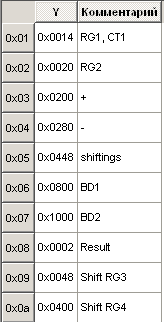 Y Комментарий
0x01 0x0014 RG1, CT1
0x02 0x0020 RG2
0x03 0x0200 +
0x04 0x0280 -
0x05 0x0448 shiftings
0x06 0x0800 BD1
0x07 0x1000 BD2
0x08 0x0002 Result
0x09 0x0048 Shift RG3
0x0a 0x0400 Shift RG4